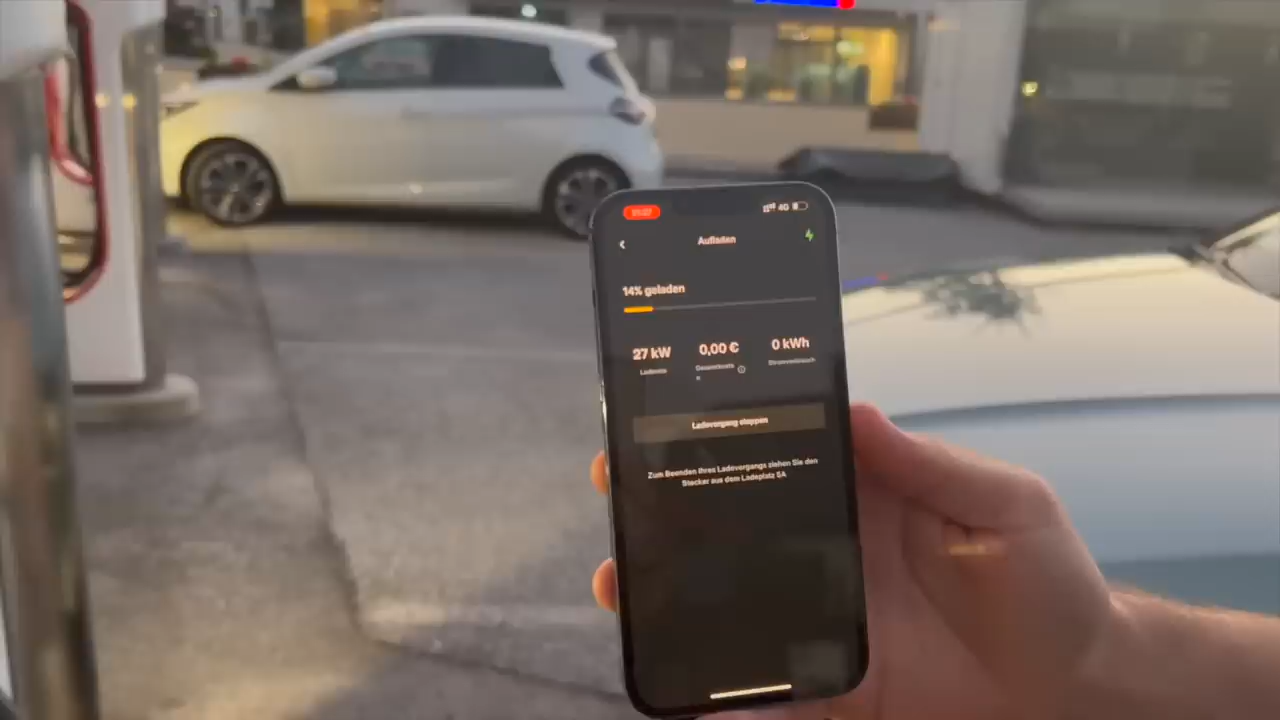 4G
Aufladen
14% geladen
27 kW
0,00 €
0 kWh
Ladevorgang stoppen
Zum Beenden Ihres Ladevorgangs ziehen Sie den
Stecker aus dem Ladeplatz 5A